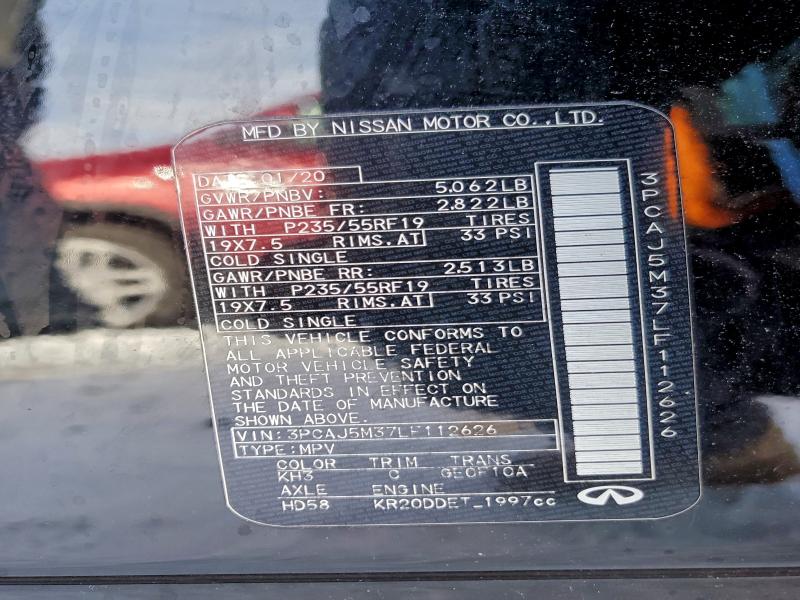 MFD BY NISSAN MOTOR CO.,LTD.
DATE 01/20
GVWR/PNBV: 5,062LB
GAWR/PNBE FR: 2,822LB
WITH P235/55RF19 TIRES
19X7.5 RIMS.AT 33 PSI
COLD SINGLE
GAWR/PNBE RR: 2,513LB
WITH P235/55RF19 TIRES
19X7.5 RIMS.AT 33 PSI
COLD SINGLE
THIS VEHICLE CONFORMS TO
ALL APPLICABLE FEDERAL
MOTOR VEHICLE SAFETY
AND THEFT PREVENTION
STANDARDS IN EFFECT ON
THE DATE OF MANUFACTURE
SHOWN ABOVE.
VIN:3PCAJ5M37LF112626
TYPE:MPV
COLOR TRIM TRANS
KH3 C GEOF10A
AXLE ENGINE
HD58 KR20DDET_1997cc
3PCAJ5M37LF112626